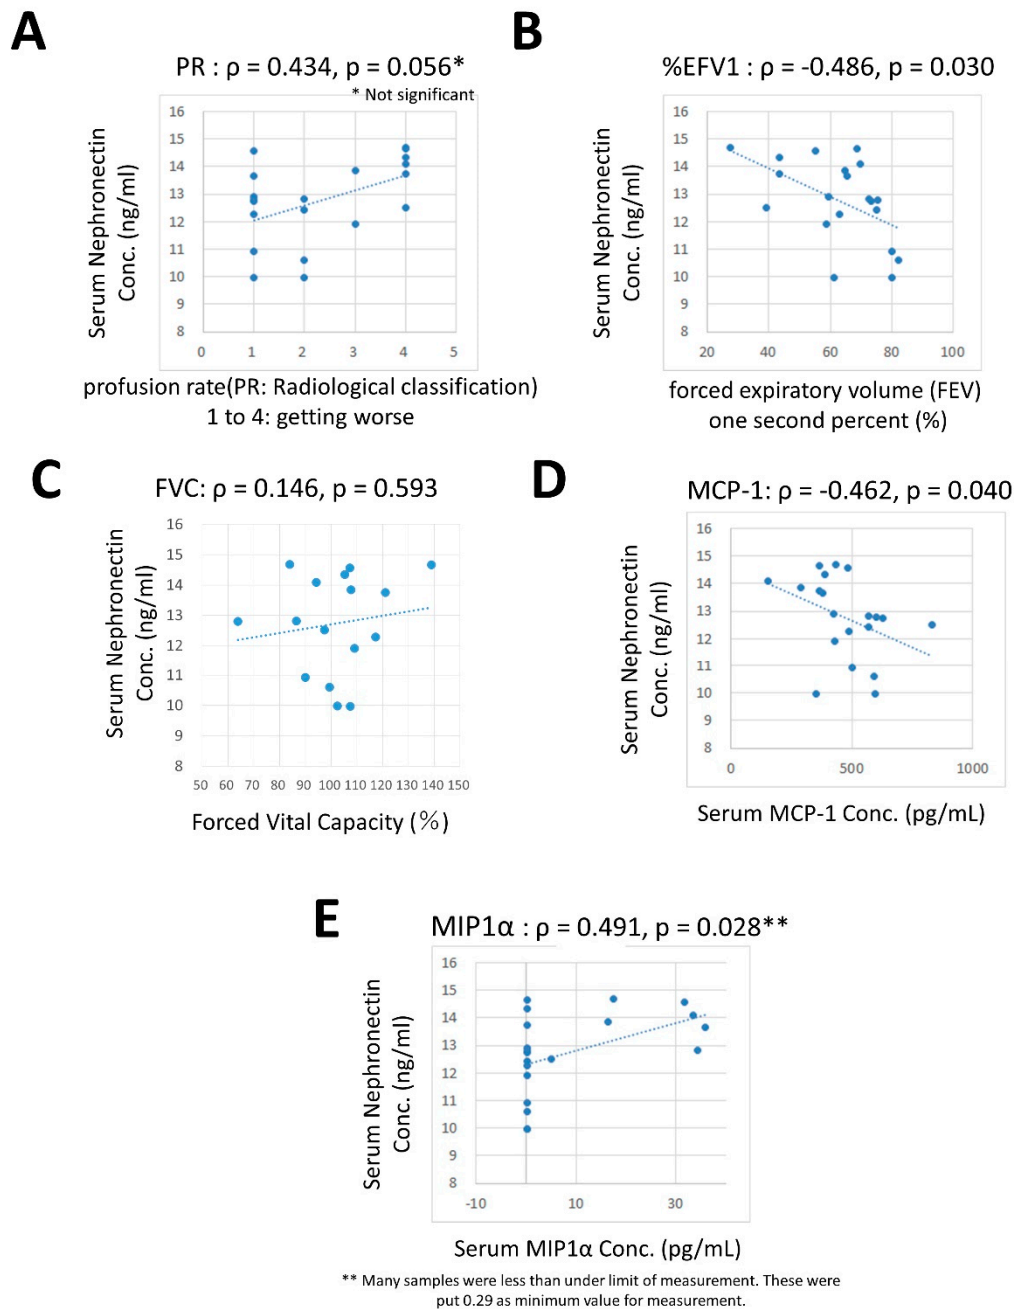 A
PR : ρ = 0.434, p = 0.056*
* Not significant
Serum Nephronectin
Conc. (ng/ml)
16
15
14
13
12
11
10
9
8
0 1 2 3 4 5
profusion rate(PR: Radiological classification)
1 to 4: getting worse
B
%EFV1 : ρ = -0.486, p = 0.030
Serum Nephronectin
Conc. (ng/ml)
16
15
14
13
12
11
10
9
8
20 40 60 80 100
forced expiratory volume (FEV)
one second percent (%)
C
FVC: ρ = 0.146, p = 0.593
Serum Nephronectin
Conc. (ng/ml)
16
15
14
13
12
11
10
9
8
50 60 70 80 90 100 110 120 130 140 150
Forced Vital Capacity (%)
D
MCP-1: ρ = -0.462, p = 0.040
Serum Nephronectin
Conc. (ng/ml)
16
15
14
13
12
11
10
9
8
0 500 1000
Serum MCP-1 Conc. (pg/mL)
E
MIP1α : ρ = 0.491, p = 0.028**
Serum Nephronectin
Conc. (ng/ml)
16
15
14
13
12
11
10
9
8
-10 10 30
Serum MIP1α Conc. (pg/mL)
** Many samples were less than under limit of measurement. These were
put 0.29 as minimum value for measurement.